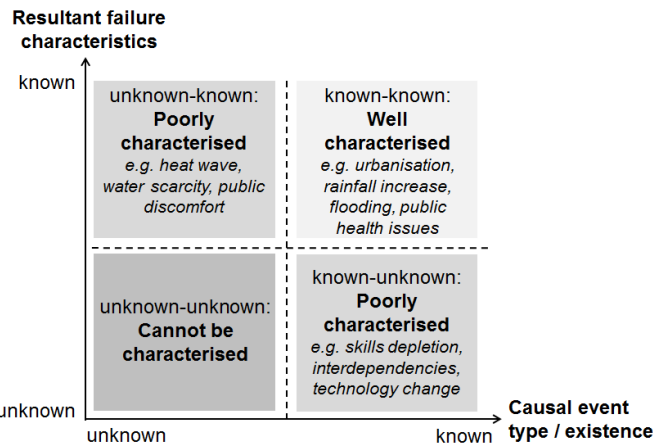 Resultant failure
characteristics
known
unknown-known:
Poorly
characterised
e.g. heat wave,
water scarcity, public
discomfort
known-known:
Well
characterised
e.g. urbanisation,
rainfall increase,
flooding, public
health issues
unknown-unknown:
Cannot be
characterised
known-unknown:
Poorly
characterised
e.g. skills depletion,
interdependencies,
technology change
unknown
unknown
known
Causal event
type / existence